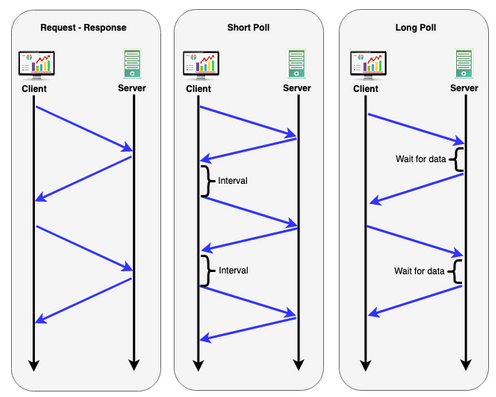 Request - Response
Client
Server
Short Poll
Client
Server
Interval
Interval
Long Poll
Client
Server
Wait for data
Wait for data